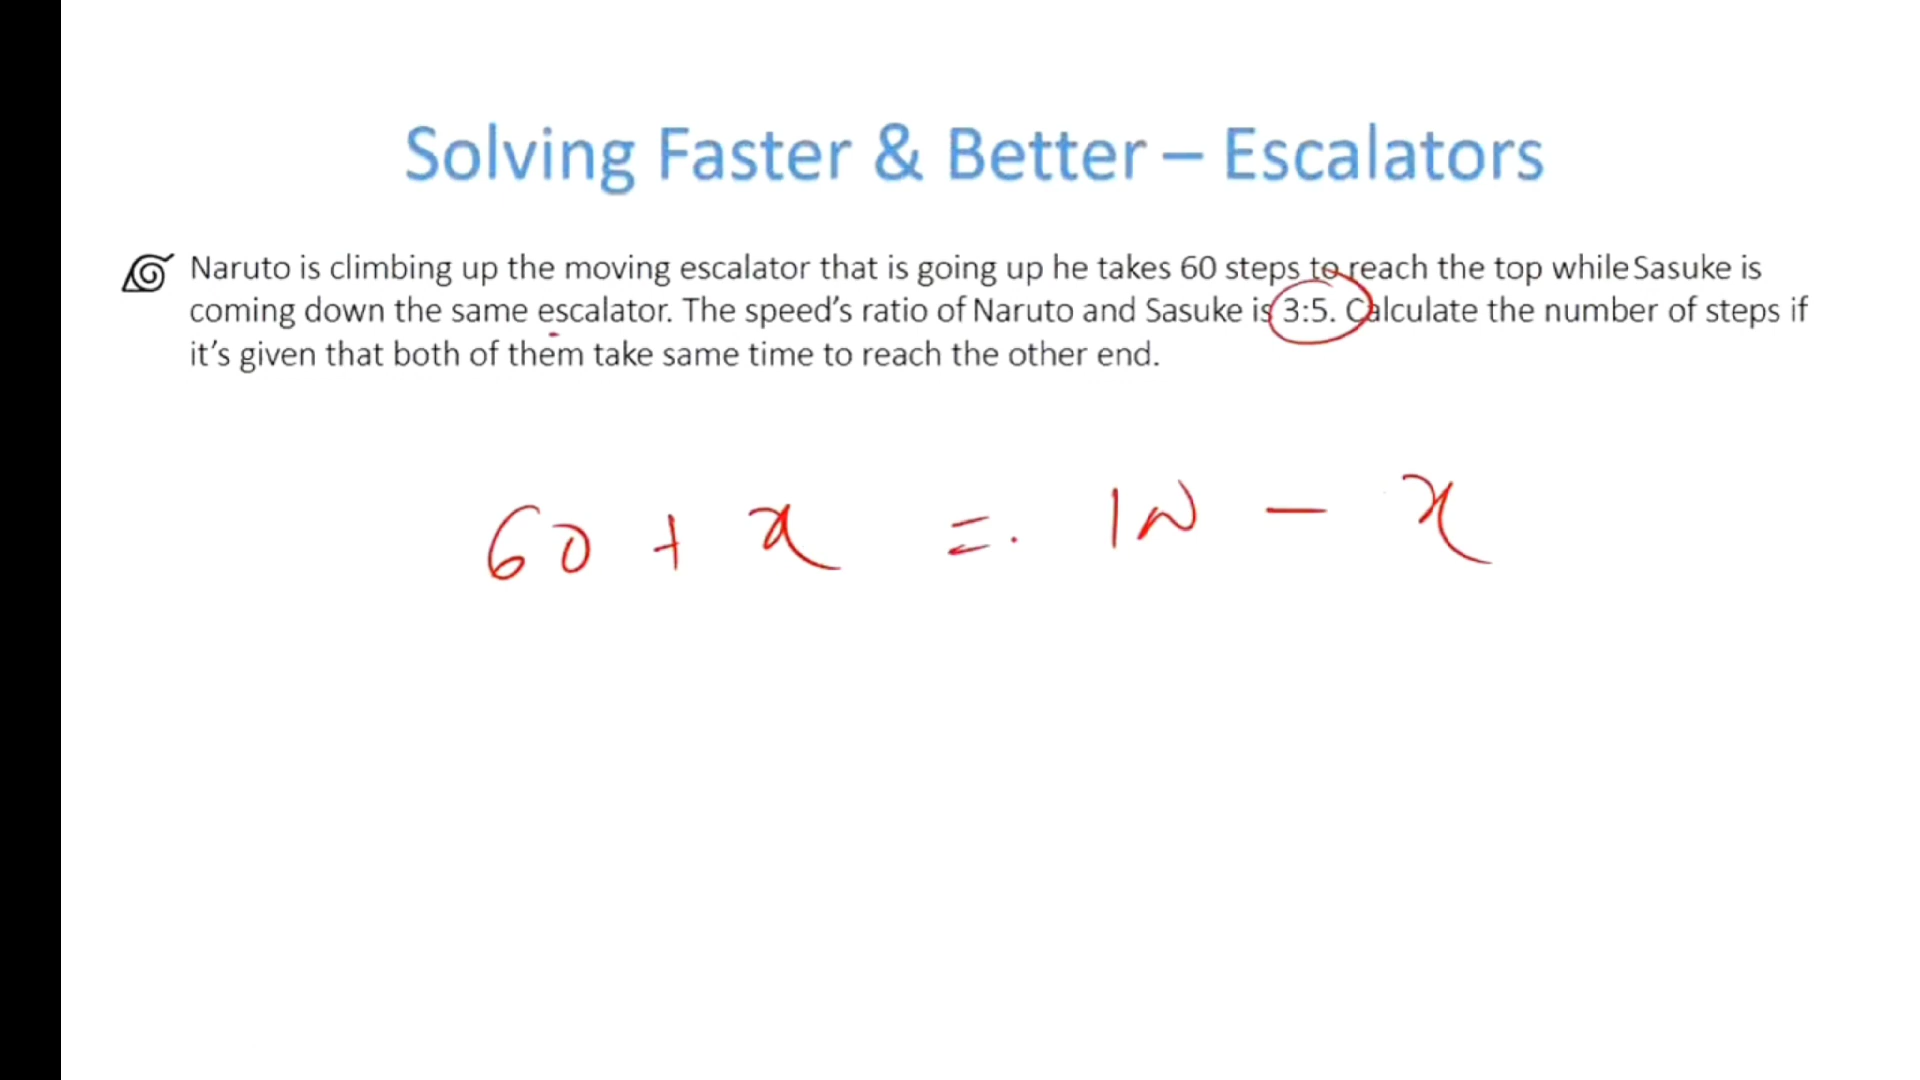 Solving Faster & Better – Escalators
Naruto is climbing up the moving escalator that is going up he takes 60 steps to reach the top while Sasuke is
coming down the same escalator. The speed's ratio of Naruto and Sasuke is 3:5. Calculate the number of steps if
it's given that both of them take same time to reach the other end.
60 + x = 100 - x